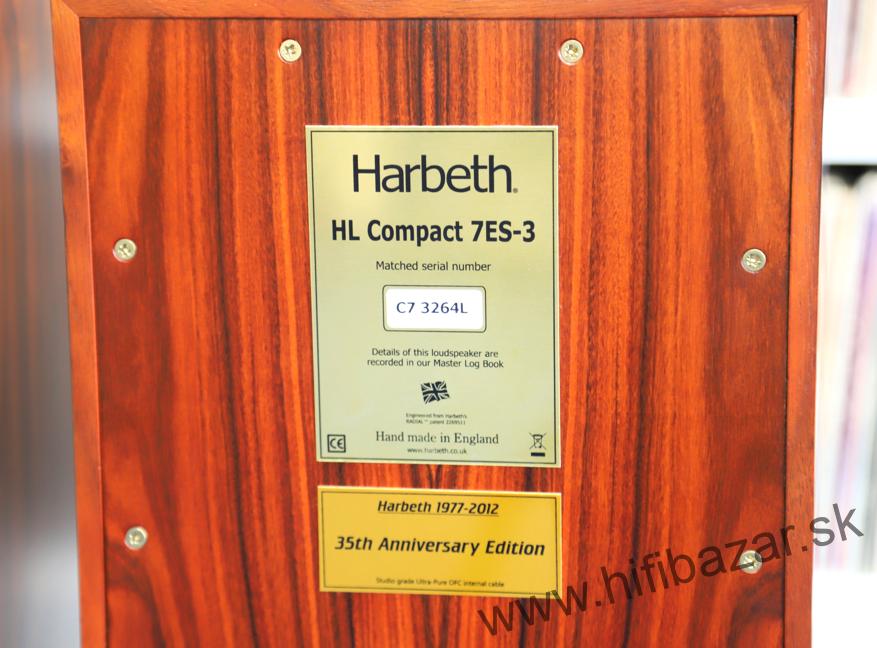 Harbeth.
HL Compact 7ES-3
Matched serial number
C7 3264L
Details of this loudspeaker are
recorded in our Master Log Book
Engineered from Harbeth's
RADIAL™ patent 2269511
Hand made in England
www.harbeth.co.uk
CE
Harbeth 1977-2012
35th Anniversary Edition
Studio grade Ultra-Pure OFC internal cable
www.hifibazar.sk